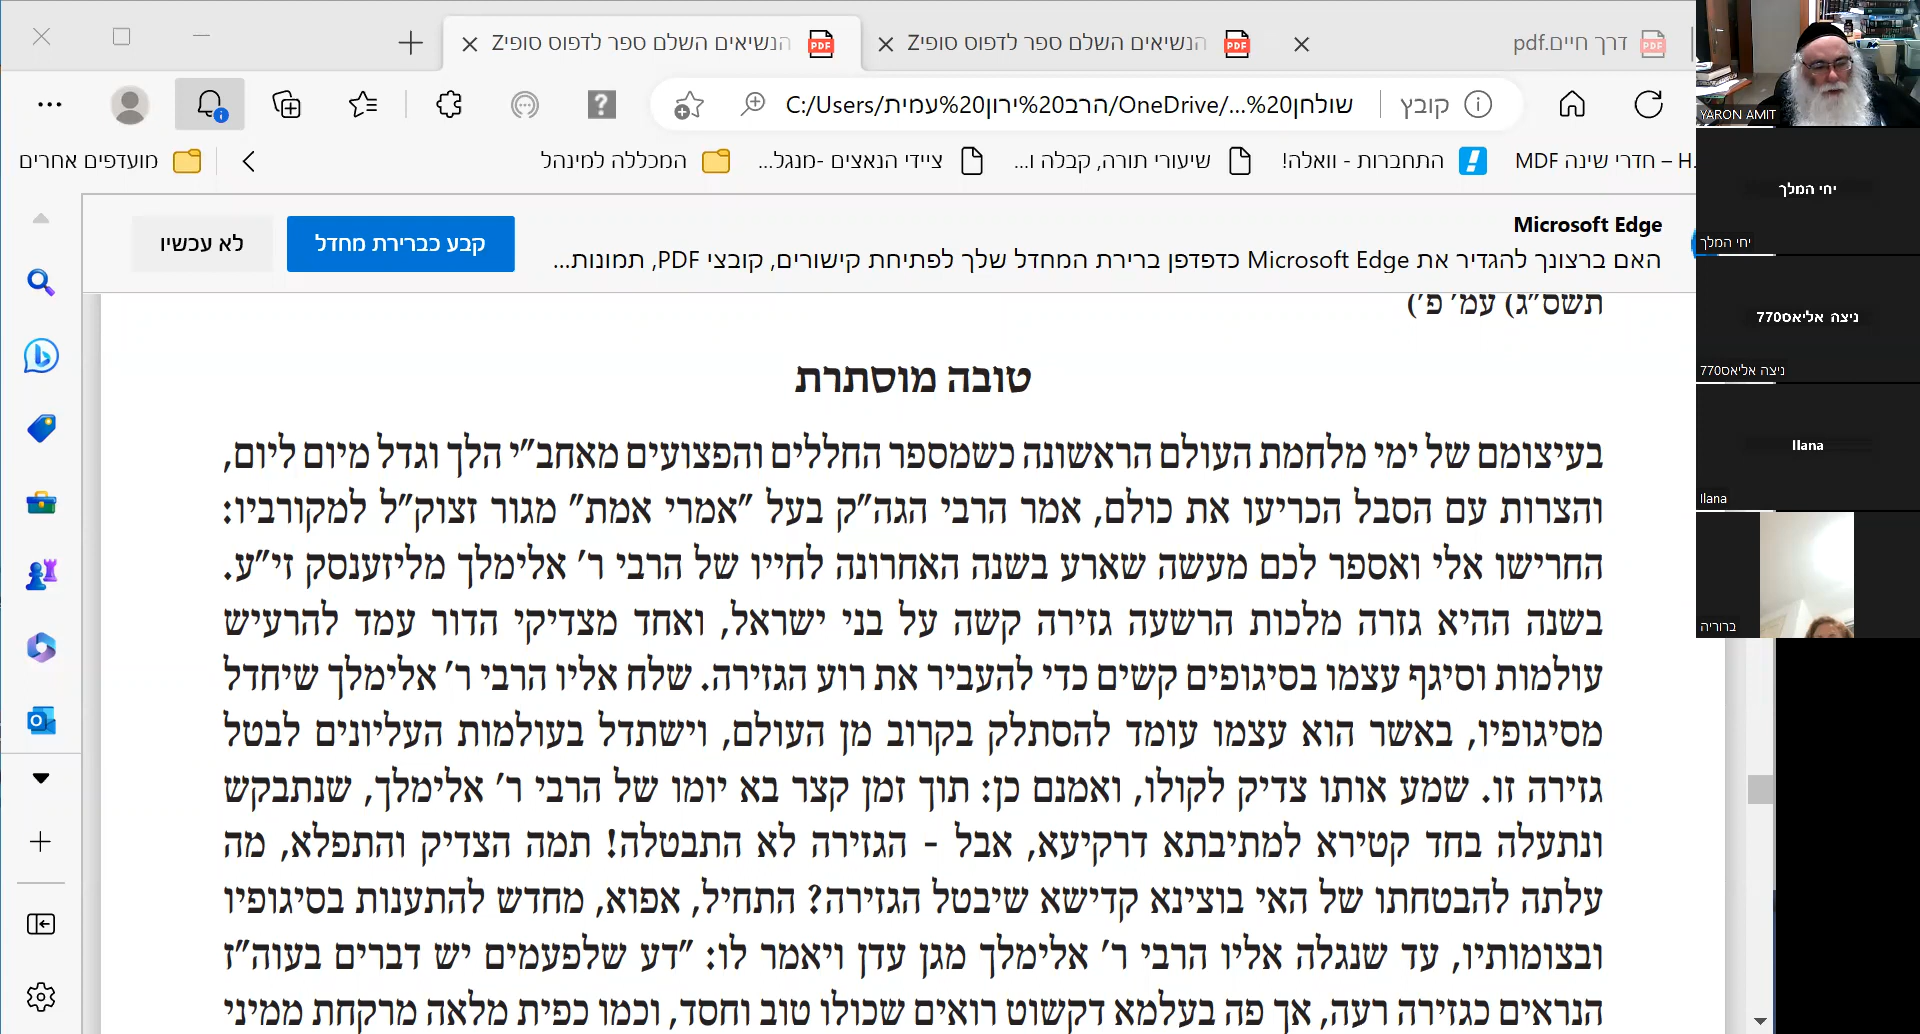 הנשיאים השלם ספר לדפוס סופיZ
הנשיאים השלם ספר לדפוס סופיZ
דרך חיים.pdf
C:/Users/הרב%20ירון%20עמית/OneDrive/...%20שולחן
קובץ
מועדפים אחרים
המכללה למינהל
ציידי הנאצים -מנגל...
שיעורי תורה, קבלה ו...
התחברות - וואלה!
MDF חדרי שינה – H.
Microsoft Edge
האם ברצונך להגדיר את Microsoft Edge כדפדפן ברירת המחדל שלך לפתיחת קישורים, קובצי PDF, תמונות...
קבע כברירת מחדל
לא עכשיו
תשס"ג) עמ' פ')
טובה מוסתרת
בעיצומם של ימי מלחמת העולם הראשונה כשמספר החללים והפצועים מאחב"י הלך וגדל מיום ליום,
והצרות עם הסבל הכריעו את כולם, אמר הרבי הגה"ק בעל "אמרי אמת" מגור זצוק"ל למקורביו:
החרישו אלי ואספר לכם מעשה שארע בשנה האחרונה לחייו של הרבי ר' אלימלך מליזענסק זי"ע.
בשנה ההיא גזרה מלכות הרשעה גזירה קשה על בני ישראל, ואחד מצדיקי הדור עמד להרעיש
עולמות וסיגף עצמו בסיגופים קשים כדי להעביר את רוע הגזירה. שלח אליו הרבי ר' אלימלך שיחדל
מסיגופיו, באשר הוא עצמו עומד להסתלק בקרוב מן העולם, וישתדל בעולמות העליונים לבטל
גזירה זו. שמע אותו צדיק לקולו, ואמנם כן: תוך זמן קצר בא יומו של הרבי ר' אלימלך, שנתבקש
ונתעלה בחד קטירא למתיבתא דרקיעא, אבל - הגזירה לא התבטלה! תמה הצדיק והתפלא, מה
עלתה להבטחתו של האי בוצינא קדישא שיבטל הגזירה? התחיל, אפוא, מחדש להתענות בסיגופיו
ובצומותיו, עד שנגלה אליו הרבי ר' אלימלך מגן עדן ויאמר לו: "דע שלפעמים יש דברים בעוה"ז
הנראים כגזירה רעה, אך פה בעלמא דקשוט רואים שכולו טוב וחסד, וכמו כפית מלאה מרקחת ממיני
YARON AMIT
יחי המלך
יחי המלך
ניצה אליאס770
ניצה אליאס770
Ilana
Ilana
ברוריה